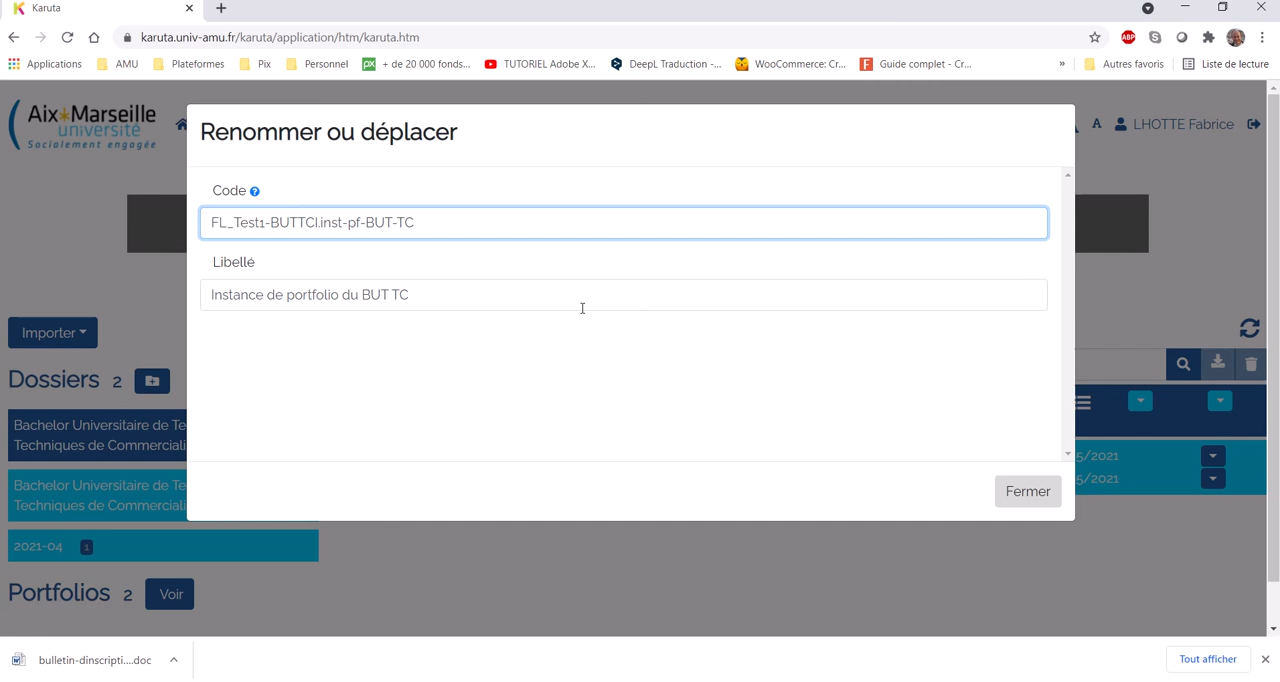 Karuta
karuta.univ-amu.fr/karuta/application/htm/karuta.htm
ABP
Applications AMU Plateformes Pix Personnel px + de 20 000 fonds... TUTORIEL Adobe X... DeepL Traduction -... WooCommerce: Cr... F Guide complet - Cr... » Autres favoris Liste de lecture
Aix*Marseille
université
Socialement engagée
A LHOTTE Fabrice
Renommer ou déplacer
Code ?
FL_Test1-BUTTCI.inst-pf-BUT-TC
Libellé
Instance de portfolio du BUT TC
Fermer
Importer
Dossiers 2
Bachelor Universitaire de Te
Techniques de Commerciali
5/2021
Bachelor Universitaire de Te
Techniques de Commerciali
5/2021
2021-04 1
Portfolios 2 Voir
bulletin-dinscripti....doc
Tout afficher